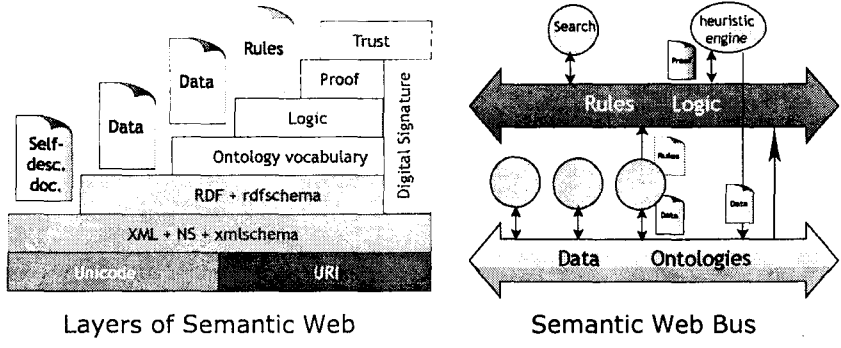 Self-
desc.
doc.
Data
Data
Rules
Trust
Proof
Logic
Ontology vocabulary
RDF + rdfschema
XML + NS + xmlschema
Unicode
URI
Digital Signature
Layers of Semantic Web
Search
heuristic
engine
Proof
Rules Logic
Rules
Data
Data
Data Ontologies
Semantic Web Bus